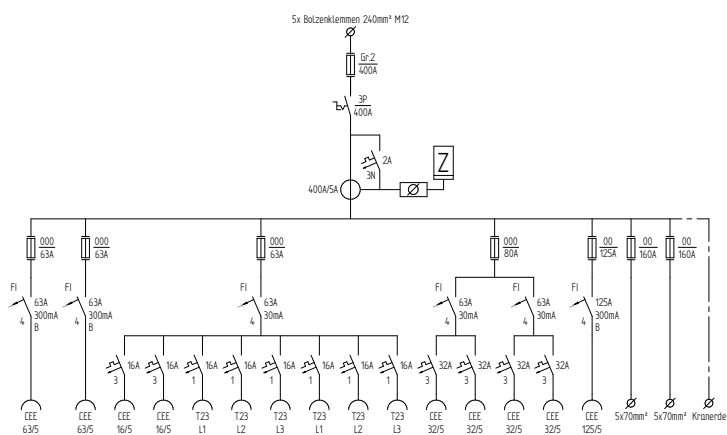 5x Bolzenklemmen 240mm² M12
Gr.2
400A
3P
400A
2A
3N
Z
400A/5A
000 000 000 000 00 00 00
63A 63A 63A 80A 125A 160A 160A
FI FI FI FI FI FI
63A 63A 63A 63A 63A 125A
300mA 300mA 30mA 30mA 30mA 300mA
4 4 4 4 4 4
B B B
16A 16A 16A 16A 16A 16A 16A 16A 32A 32A 32A 32A
3 3 1 1 1 1 1 1 3 3 3 3
CEE CEE CEE CEE T23 T23 T23 T23 T23 T23 CEE CEE CEE CEE CEE 5x70mm² 5x70mm² Kranerde
63/5 63/5 16/5 16/5 L1 L2 L3 L1 L2 L3 32/5 32/5 32/5 32/5 125/5